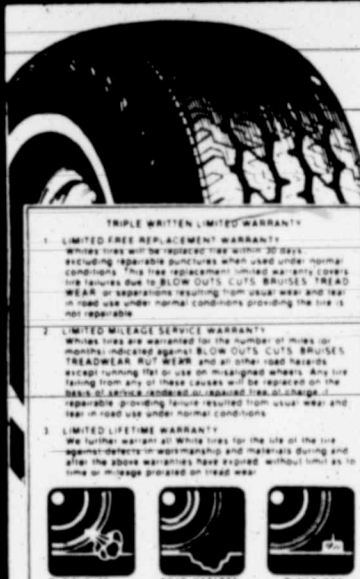 TRIPLE WRITTEN LIMITED WARRANTY
1. LIMITED FREE REPLACEMENT WARRANTY
Whites tires will be replaced free within 30 days
excluding repairable punctures when used under normal
conditions. This free replacement limited warranty covers
tire failures due to BLOW OUTS CUTS BRUISES TREAD
WEAR or separations resulting from usual wear and tear
in road use under normal conditions providing the tire is
not repairable
2. LIMITED MILEAGE SERVICE WARRANTY
Whites tires are warranted for the number of miles (or
months) indicated against BLOW OUTS CUTS BRUISES
TREADWEAR RUT WEAR and all other road hazards
except running flat or use on misaligned wheels. Any tire
failing from any of these causes will be replaced on the
basis of service rendered or repaired free of charge if
repairable providing failure resulted from usual wear and
tear in road use under normal conditions
3. LIMITED LIFETIME WARRANTY
We further warrant all White tires for the life of the tire
against defects in workmanship and materials during and
after the above warranties have expired without limit as to
time or mileage prorated on tread wear